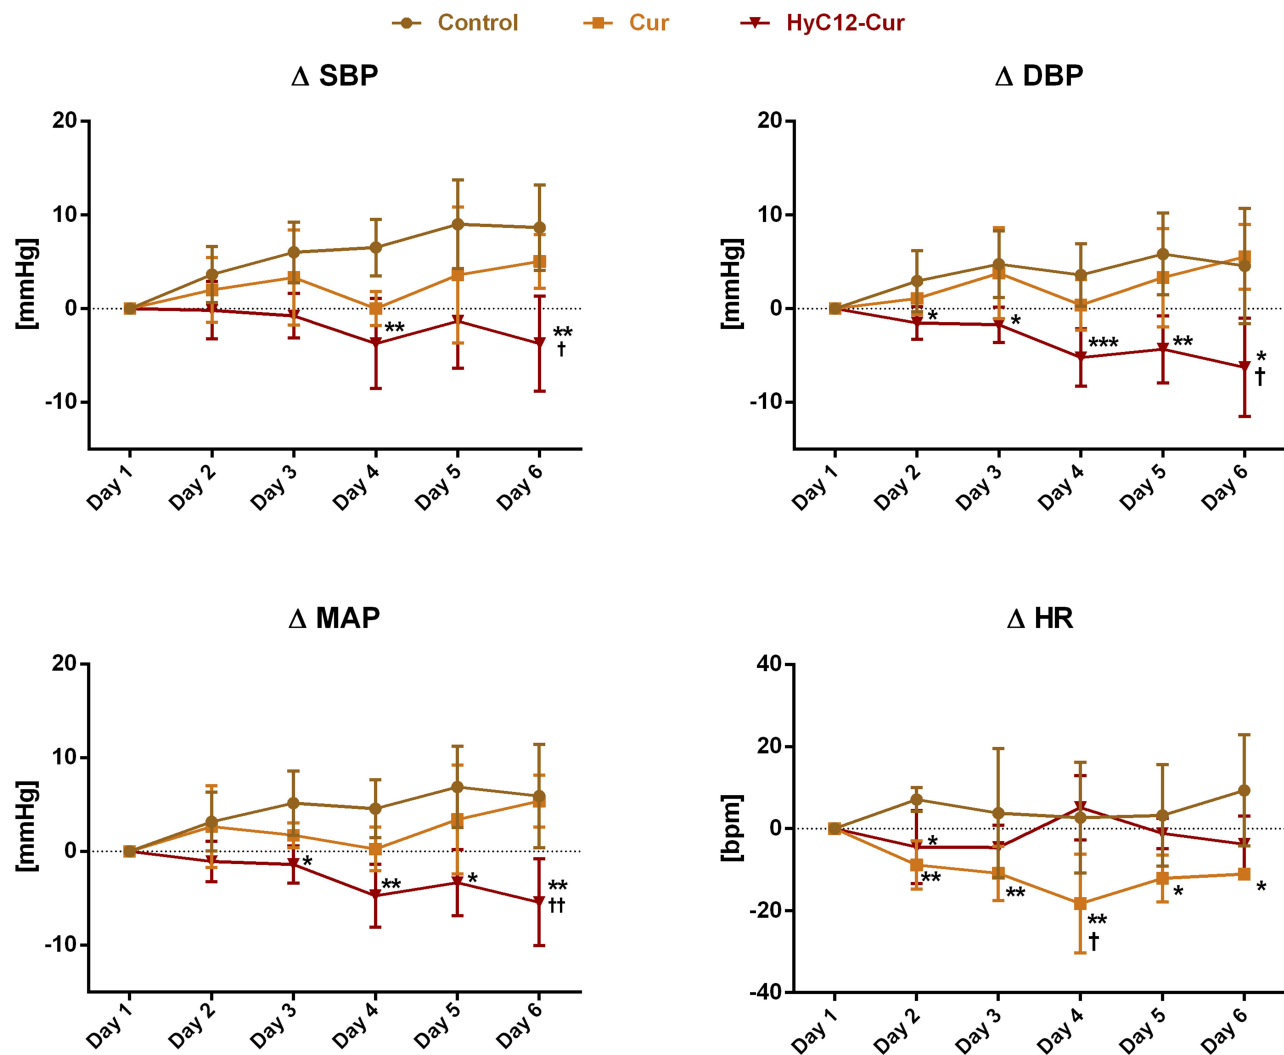 Control Cur HyC12-Cur
Δ SBP
[mmHg]
20
10
0
-10
**
**
†
Day 1 Day 2 Day 3 Day 4 Day 5 Day 6
Δ DBP
[mmHg]
20
10
0
-10
*
*
***
**
*
†
Day 1 Day 2 Day 3 Day 4 Day 5 Day 6
Δ MAP
[mmHg]
20
10
0
-10
*
**
*
**
††
Day 1 Day 2 Day 3 Day 4 Day 5 Day 6
Δ HR
[bpm]
40
20
0
-20
-40
*
**
**
**
†
*
*
Day 1 Day 2 Day 3 Day 4 Day 5 Day 6